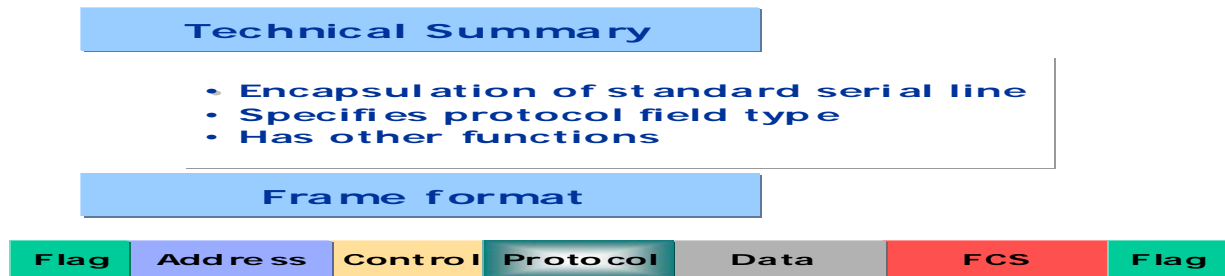 Technical Summary
• Encapsulation of standard serial line
• Specifies protocol field type
• Has other functions
Frame format
Flag Address Control Protocol Data FCS Flag